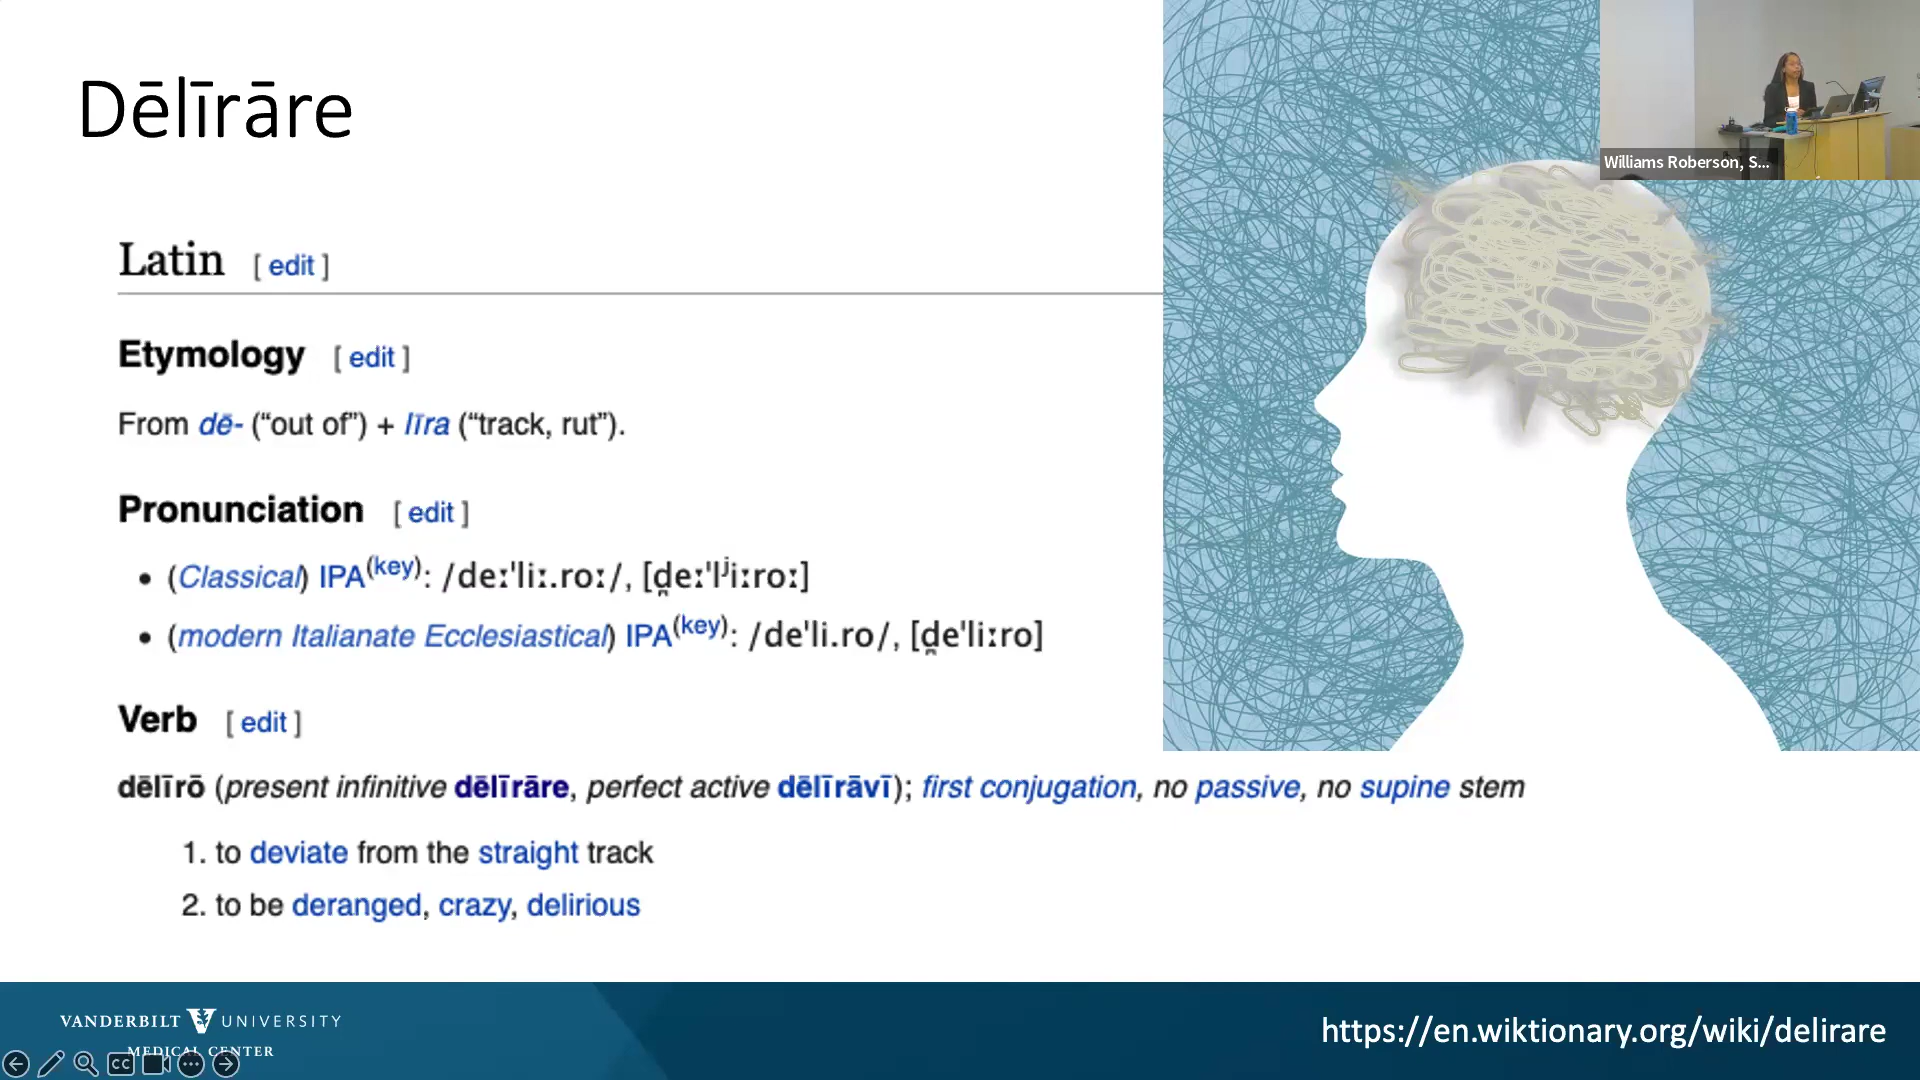 Dēlīrāre
Williams Roberson, S...
Latin [ edit ]
Etymology [ edit ]
From dē- (“out of”) + līra (“track, rut”).
Pronunciation [ edit ]
• (Classical) IPA(key): /deːˈliː.roː/, [d̪eːˈlʲiːroː]
• (modern Italianate Ecclesiastical) IPA(key): /deˈli.ro/, [d̪eˈliːro]
Verb [ edit ]
dēlīrō (present infinitive dēlīrāre, perfect active dēlīrāvī); first conjugation, no passive, no supine stem
1. to deviate from the straight track
2. to be deranged, crazy, delirious
VANDERBILT UNIVERSITY
MEDICAL CENTER
https://en.wiktionary.org/wiki/delirare
CC